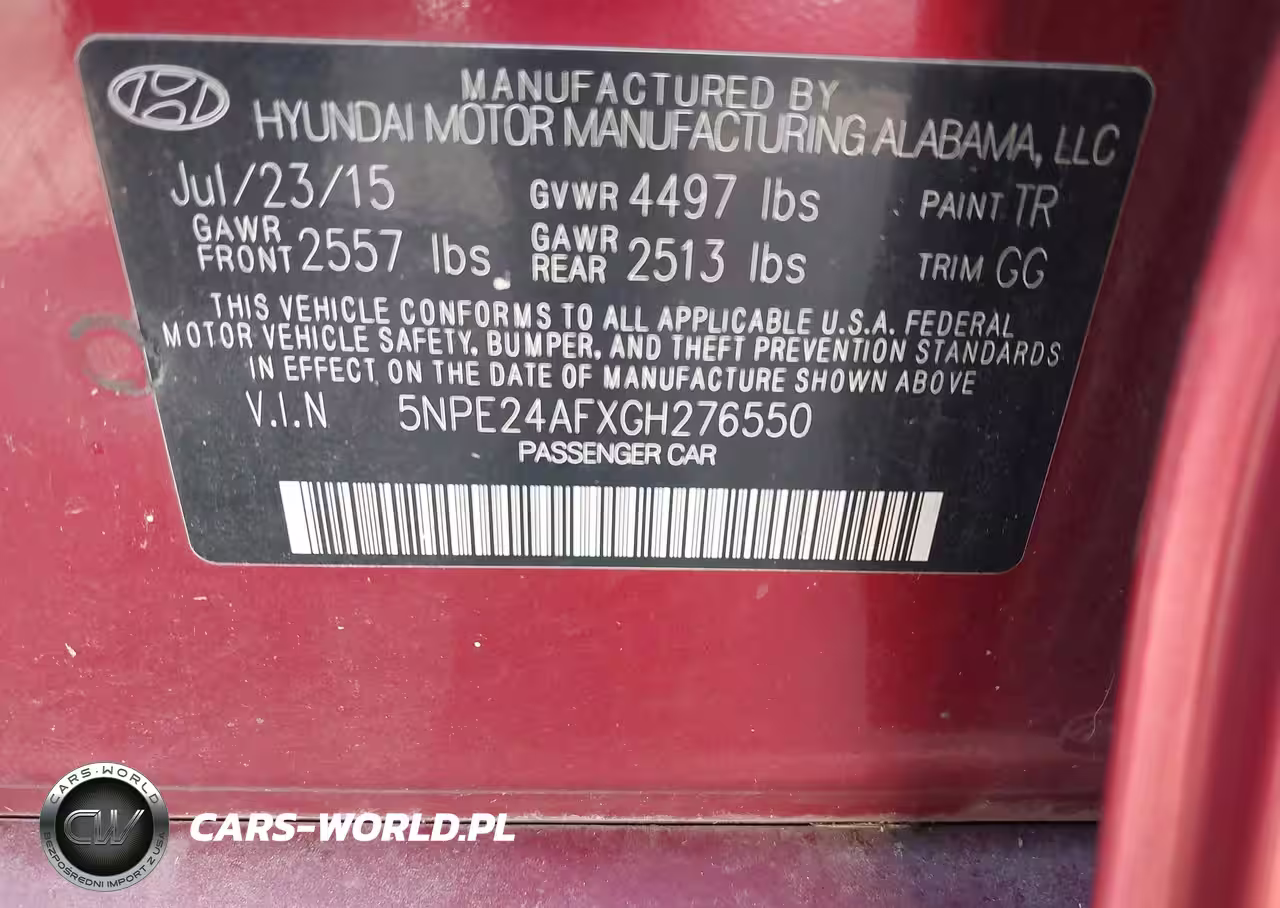 MANUFACTURED BY
HYUNDAI MOTOR MANUFACTURING ALABAMA, LLC
Jul/23/15 GVWR 4497 lbs PAINT TR
GAWR FRONT 2557 lbs GAWR REAR 2513 lbs TRIM GG
THIS VEHICLE CONFORMS TO ALL APPLICABLE U.S.A. FEDERAL
MOTOR VEHICLE SAFETY, BUMPER, AND THEFT PREVENTION STANDARDS
IN EFFECT ON THE DATE OF MANUFACTURE SHOWN ABOVE
V.I.N 5NPE24AFXGH276550
PASSENGER CAR
CARS-WORLD
CW
BEZPOŚREDNI IMPORT Z USA
CARS-WORLD.PL